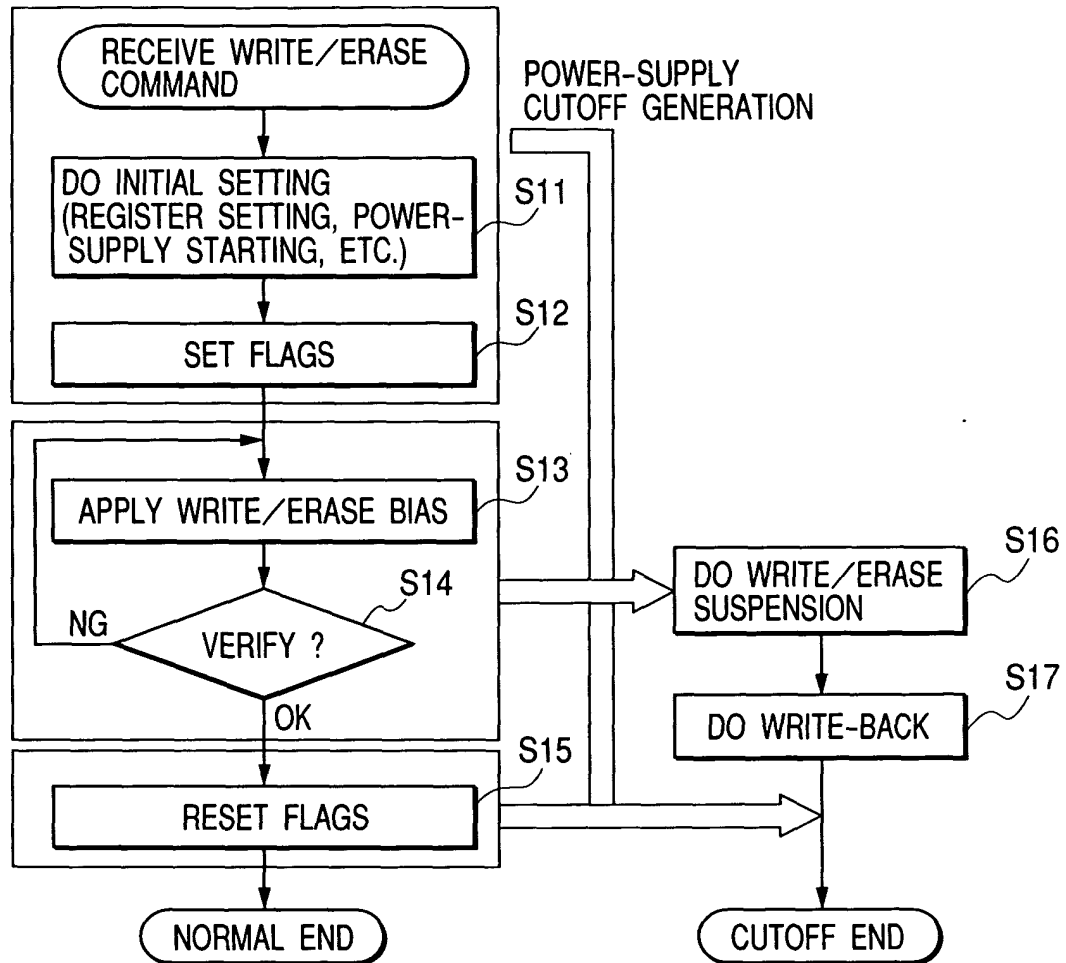 RECEIVE WRITE/ERASE
COMMAND
POWER-SUPPLY
CUTOFF GENERATION
DO INITIAL SETTING
(REGISTER SETTING, POWER-
SUPPLY STARTING, ETC.)
S11
S12
SET FLAGS
S13
APPLY WRITE/ERASE BIAS
S14
NG
VERIFY ?
OK
S16
DO WRITE/ERASE
SUSPENSION
S17
DO WRITE-BACK
S15
RESET FLAGS
NORMAL END
CUTOFF END